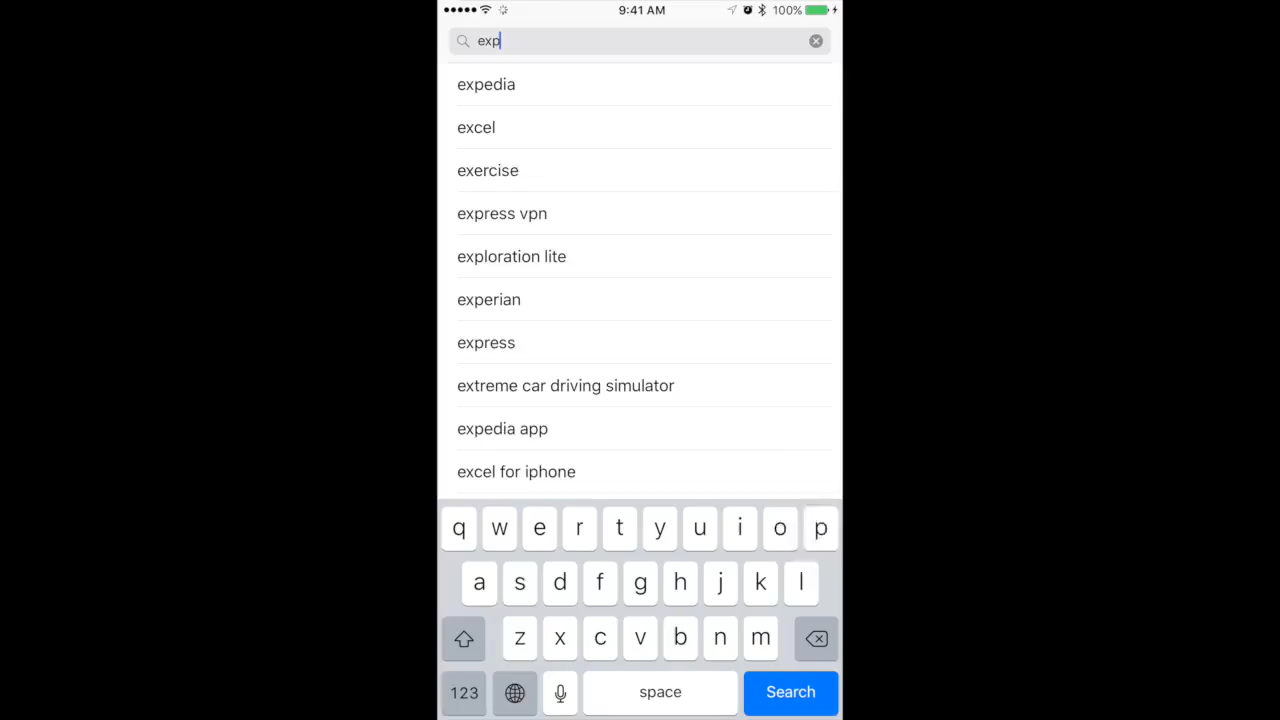 9:41 AM 100%
exp
expedia
excel
exercise
express vpn
exploration lite
experian
express
extreme car driving simulator
expedia app
excel for iphone
q w e r t y u i o p
a s d f g h j k l
z x c v b n m
123 space Search